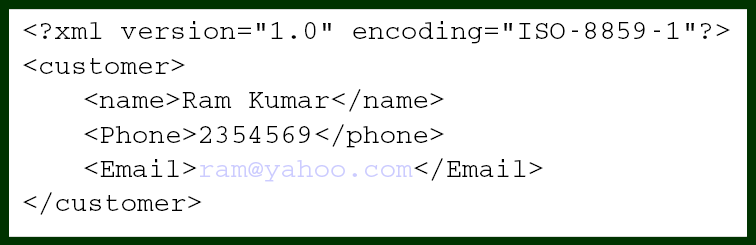 <?xml version="1.0" encoding="ISO-8859-1"?>
<customer>
<name>Ram Kumar</name>
<Phone>2354569</phone>
<Email>ram@yahoo.com</Email>
</customer>